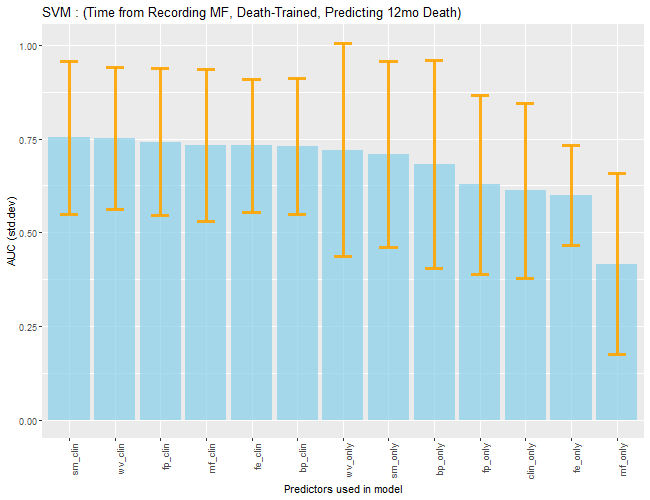 SVM : (Time from Recording MF, Death-Trained, Predicting 12mo Death)
AUC (std.dev)
1.00
0.75
0.50
0.25
0.00
sm_clin
wv_clin
fp_clin
mf_clin
fe_clin
bp_clin
wv_only
sm_only
bp_only
fp_only
clin_only
fe_only
mf_only
Predictors used in model